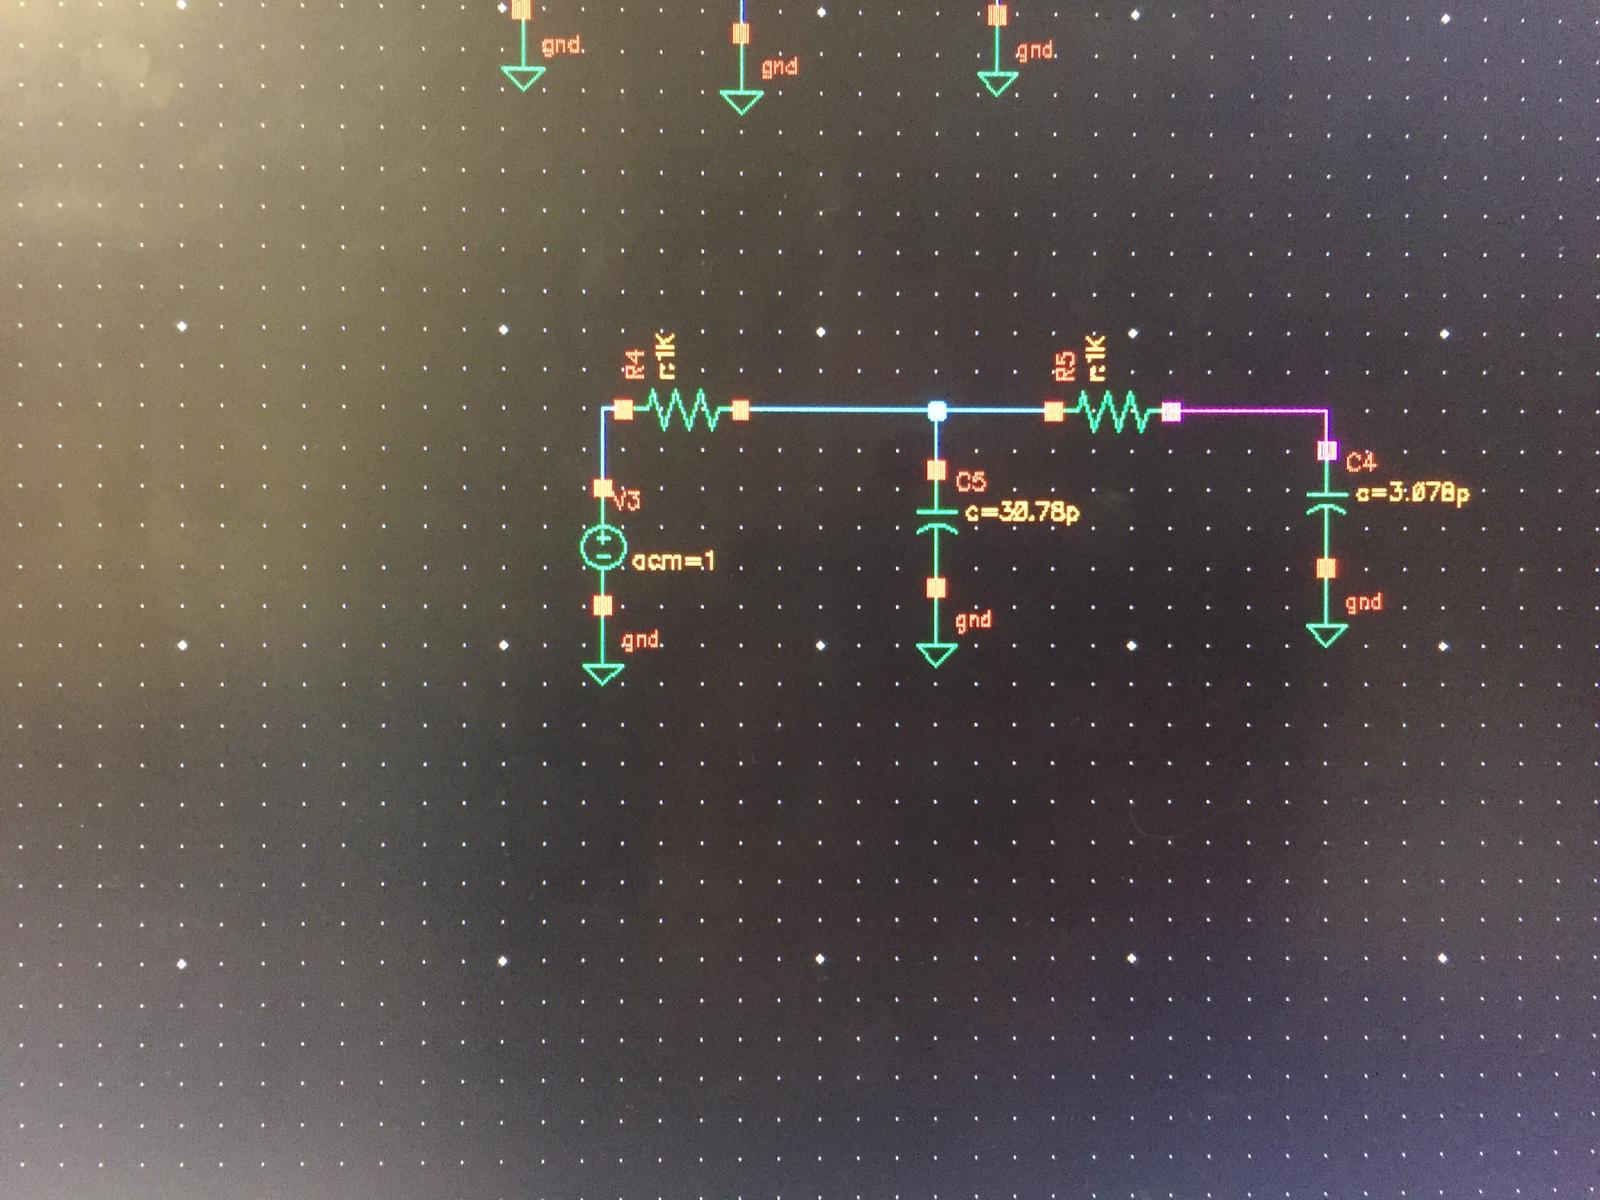 gnd
gnd
gnd
R4
r:1K
R5
r:1K
V3
acm=1
gnd
C5
c=30.78p
gnd
C4
c=3.078p
gnd